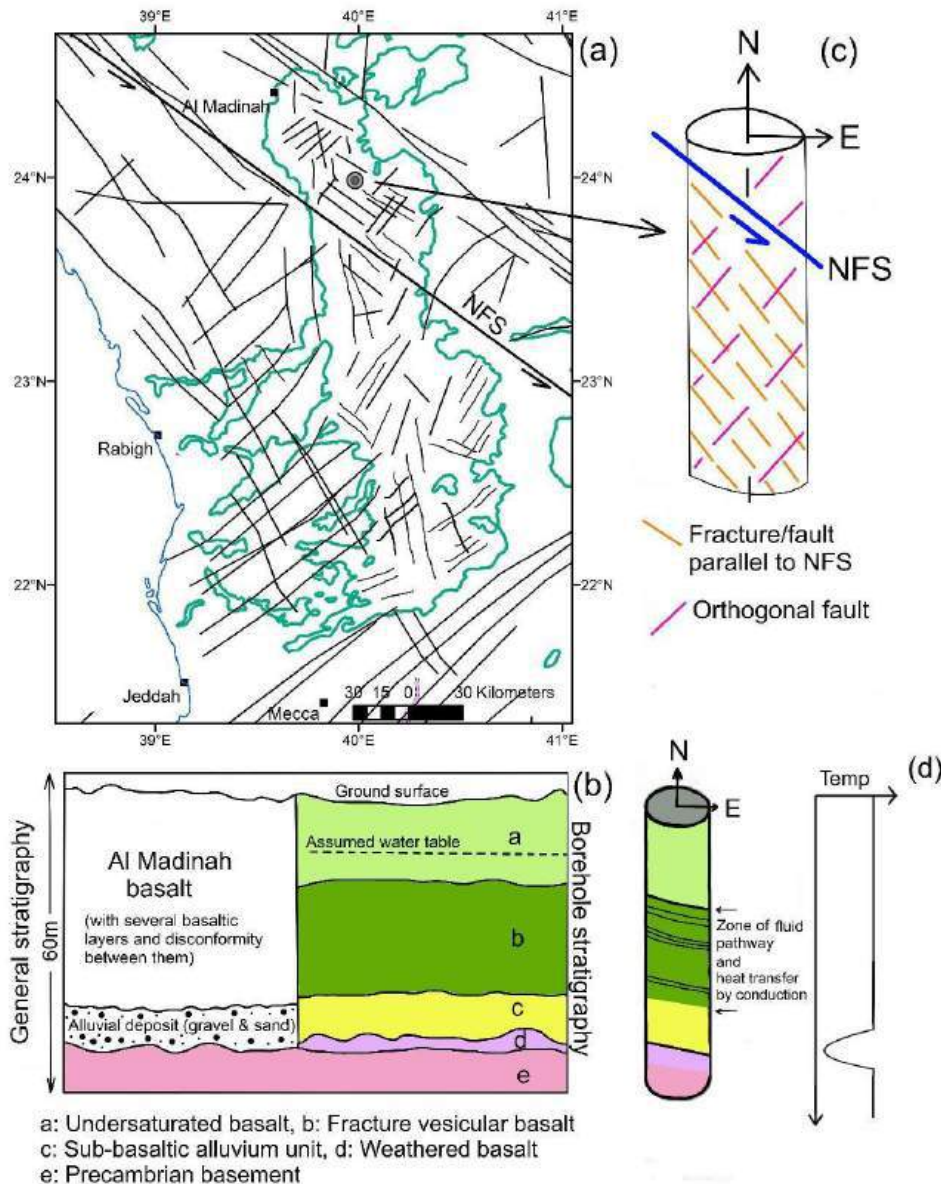 39°E
40°E
41°E
(a)
Al Madinah
24°N
24°N
NFS
23°N
23°N
Rabigh
22°N
22°N
Jeddah
Mecca
30 15 0 30 Kilometers
39°E
40°E
41°E
(c)
N
E
NFS
Fracture/fault
parallel to NFS
Orthogonal fault
(b)
General stratigraphy
60m
Ground surface
Assumed water table
a
Al Madinah
basalt
(with several basaltic
layers and disconformity
between them)
b
c
Alluvial deposit (gravel & sand)
d
e
Borehole stratigraphy
a: Undersaturated basalt, b: Fracture vesicular basalt
c: Sub-basaltic alluvium unit, d: Weathered basalt
e: Precambrian basement
N
E
Temp
(d)
Zone of fluid
pathway
and
heat transfer
by conduction